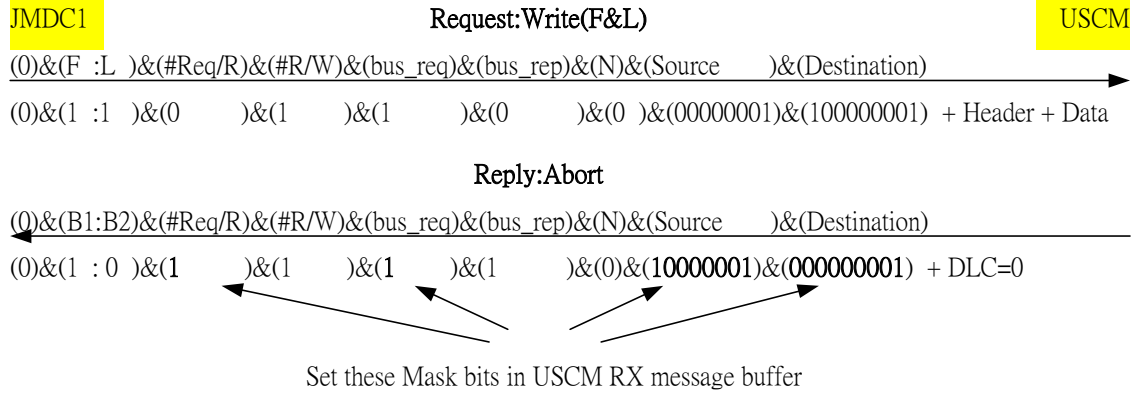 JMDC1 Request:Write(F&L) USCM
(0)&(F :L )&(#Req/R)&(#R/W)&(bus_req)&(bus_rep)&(N)&(Source )&(Destination)
(0)&(1 :1 )&(0 )&(1 )&(1 )&(0 )&(0 )&(00000001)&(100000001) + Header + Data
Reply:Abort
(0)&(B1:B2)&(#Req/R)&(#R/W)&(bus_req)&(bus_rep)&(N)&(Source )&(Destination)
(0)&(1 : 0 )&(1 )&(1 )&(1 )&(1 )&(0)&(10000001)&(000000001) + DLC=0
Set these Mask bits in USCM RX message buffer